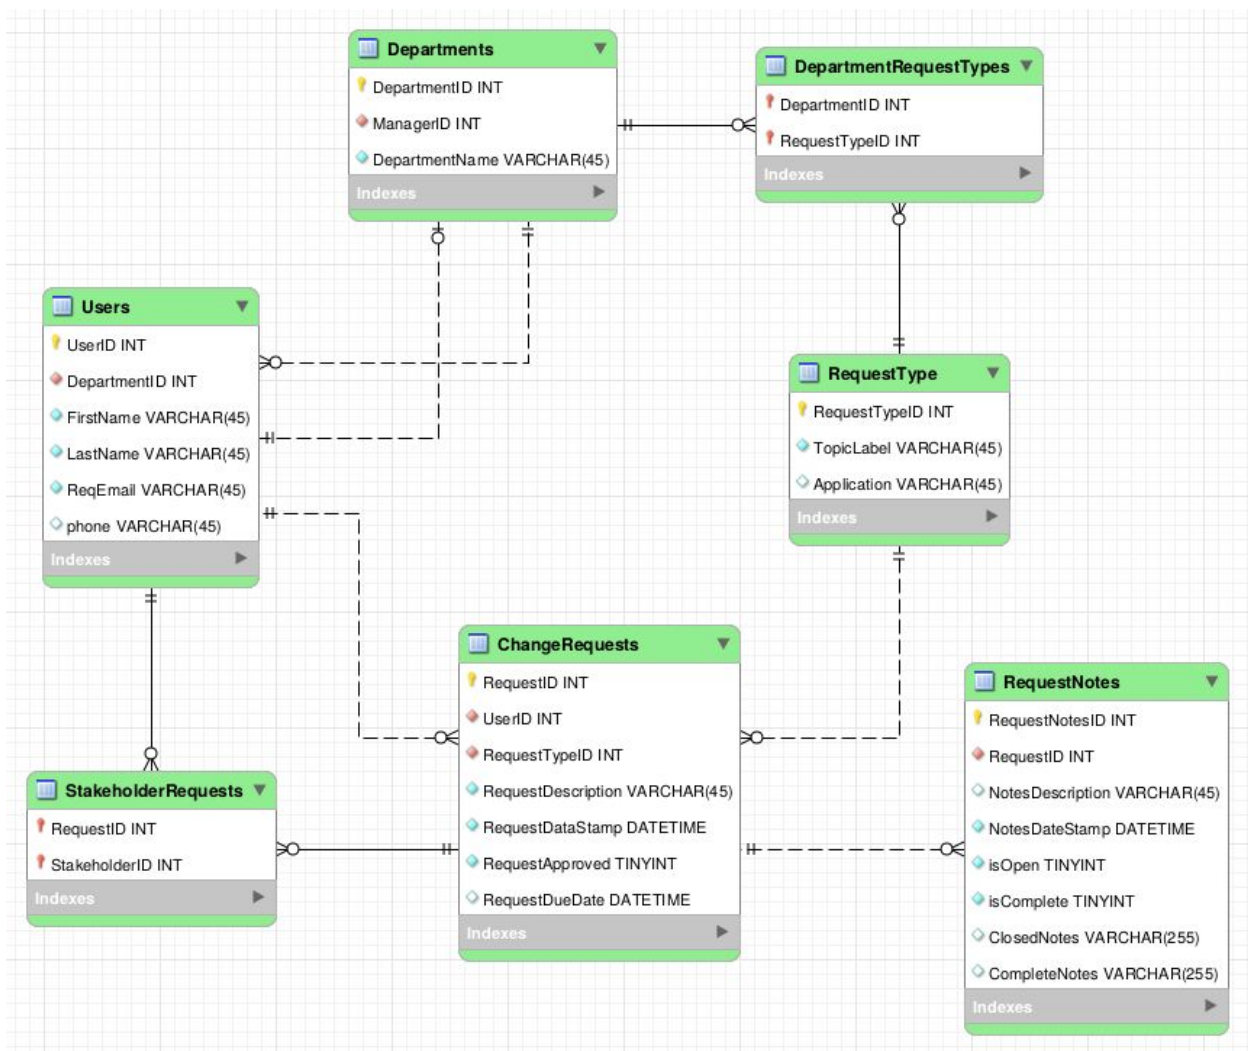 Departments
DepartmentID INT
ManagerID INT
DepartmentName VARCHAR(45)
Indexes
DepartmentRequestTypes
DepartmentID INT
RequestTypeID INT
Indexes
Users
UserID INT
DepartmentID INT
FirstName VARCHAR(45)
LastName VARCHAR(45)
ReqEmail VARCHAR(45)
phone VARCHAR(45)
Indexes
RequestType
RequestTypeID INT
TopicLabel VARCHAR(45)
Application VARCHAR(45)
Indexes
ChangeRequests
RequestID INT
UserID INT
RequestTypeID INT
RequestDescription VARCHAR(45)
RequestDataStamp DATETIME
RequestApproved TINYINT
RequestDueDate DATETIME
Indexes
RequestNotes
RequestNotesID INT
RequestID INT
NotesDescription VARCHAR(45)
NotesDateStamp DATETIME
isOpen TINYINT
isComplete TINYINT
ClosedNotes VARCHAR(255)
CompleteNotes VARCHAR(255)
Indexes
StakeholderRequests
RequestID INT
StakeholderID INT
Indexes